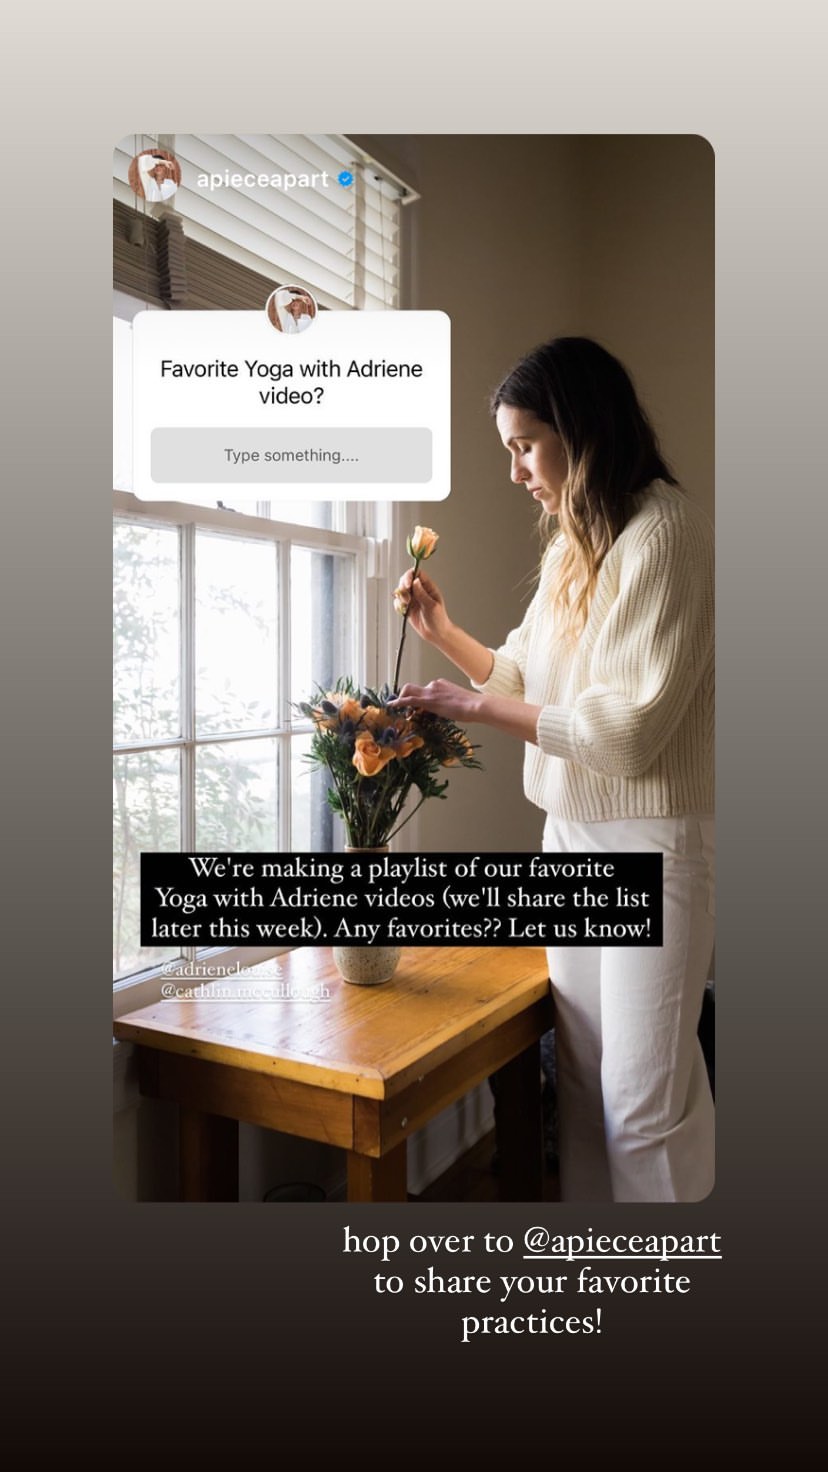 apieceapart
Favorite Yoga with Adriene
video?
Type something....
We're making a playlist of our favorite
Yoga with Adriene videos (we'll share the list
later this week). Any favorites?? Let us know!
@adrienelouise
@cathlin.mccullough
hop over to @apieceapart
to share your favorite
practices!